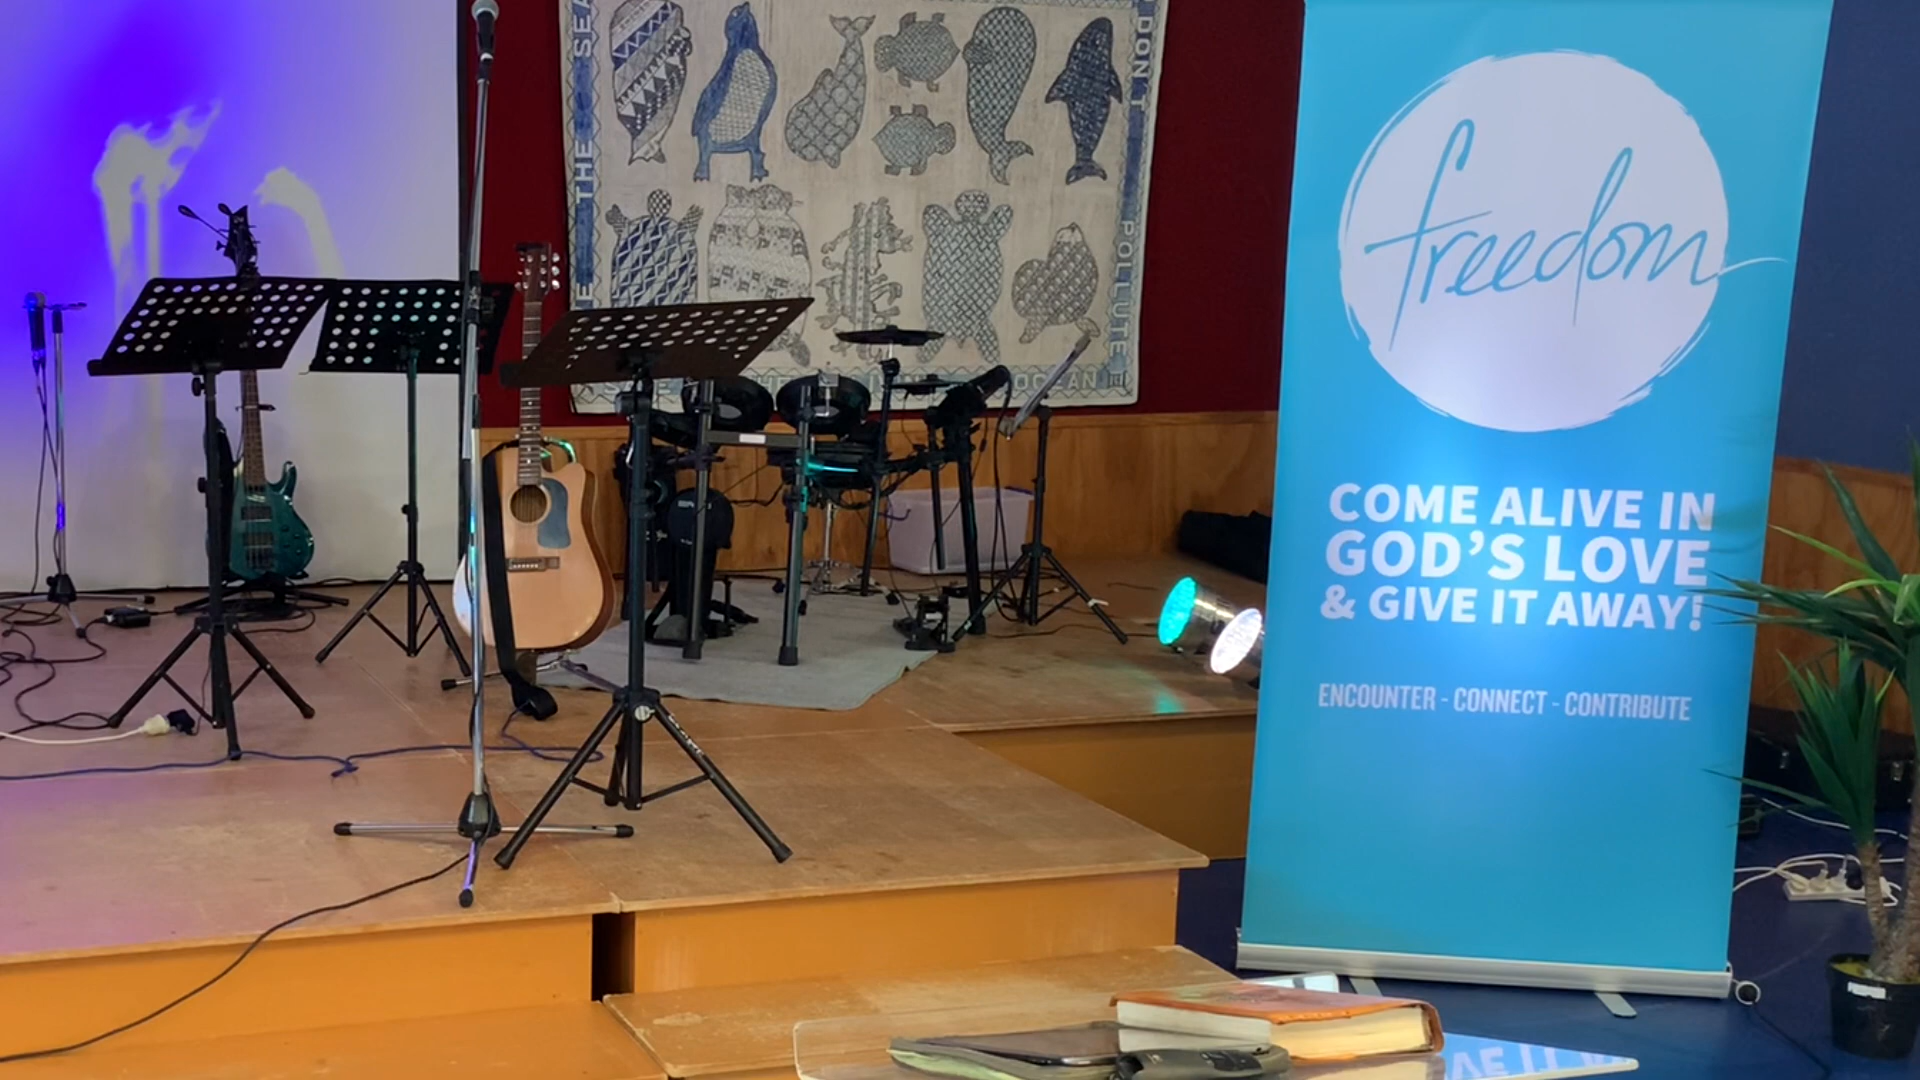 THE SEA
DON'T
POLLUTE
OCEAN
freedom
COME ALIVE IN
GOD'S LOVE
& GIVE IT AWAY!
ENCOUNTER - CONNECT - CONTRIBUTE